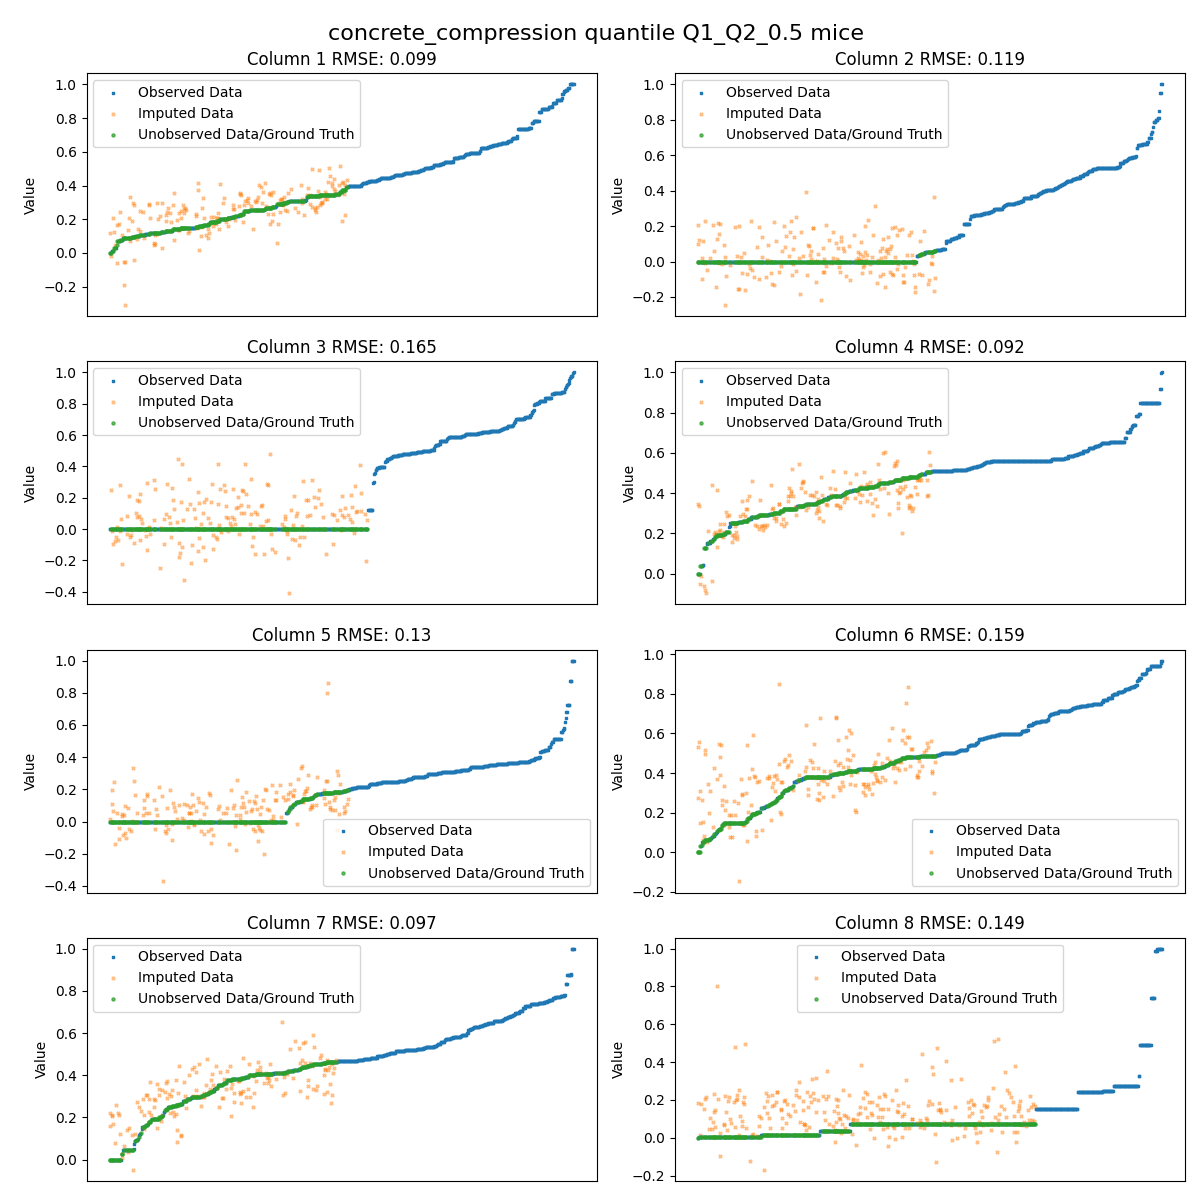 concrete_compression quantile Q1_Q2_0.5 mice
Column 1 RMSE: 0.099
1.0
0.8
0.6
0.4
0.2
0.0
−0.2
Value
Observed Data
Imputed Data
Unobserved Data/Ground Truth
Column 2 RMSE: 0.119
1.0
0.8
0.6
0.4
0.2
0.0
−0.2
Value
Observed Data
Imputed Data
Unobserved Data/Ground Truth
Column 3 RMSE: 0.165
1.0
0.8
0.6
0.4
0.2
0.0
−0.2
−0.4
Value
Observed Data
Imputed Data
Unobserved Data/Ground Truth
Column 4 RMSE: 0.092
1.0
0.8
0.6
0.4
0.2
0.0
Value
Observed Data
Imputed Data
Unobserved Data/Ground Truth
Column 5 RMSE: 0.13
1.0
0.8
0.6
0.4
0.2
0.0
−0.2
−0.4
Value
Observed Data
Imputed Data
Unobserved Data/Ground Truth
Column 6 RMSE: 0.159
1.0
0.8
0.6
0.4
0.2
0.0
−0.2
Value
Observed Data
Imputed Data
Unobserved Data/Ground Truth
Column 7 RMSE: 0.097
1.0
0.8
0.6
0.4
0.2
0.0
Value
Observed Data
Imputed Data
Unobserved Data/Ground Truth
Column 8 RMSE: 0.149
1.0
0.8
0.6
0.4
0.2
0.0
−0.2
Value
Observed Data
Imputed Data
Unobserved Data/Ground Truth